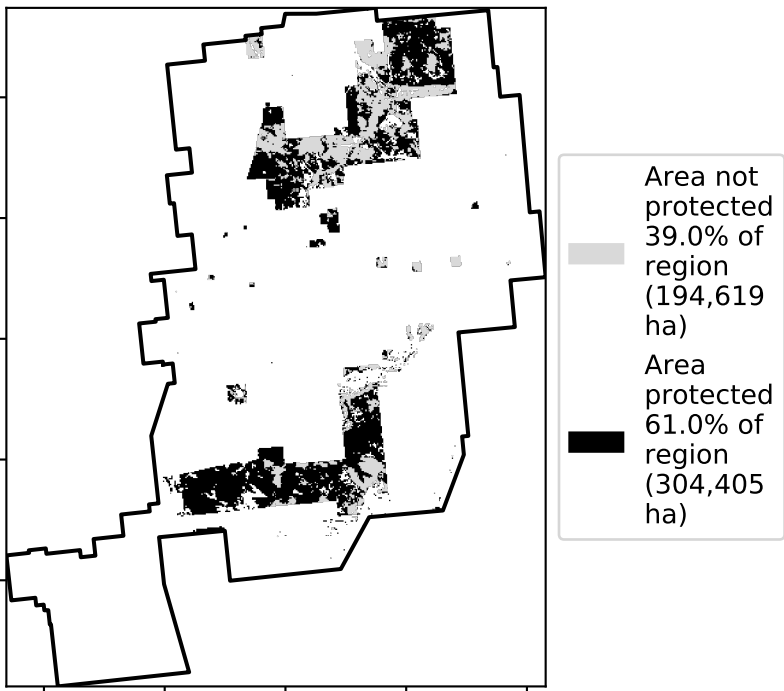 Area not
protected
39.0% of
region
(194,619
ha)
Area
protected
61.0% of
region
(304,405
ha)